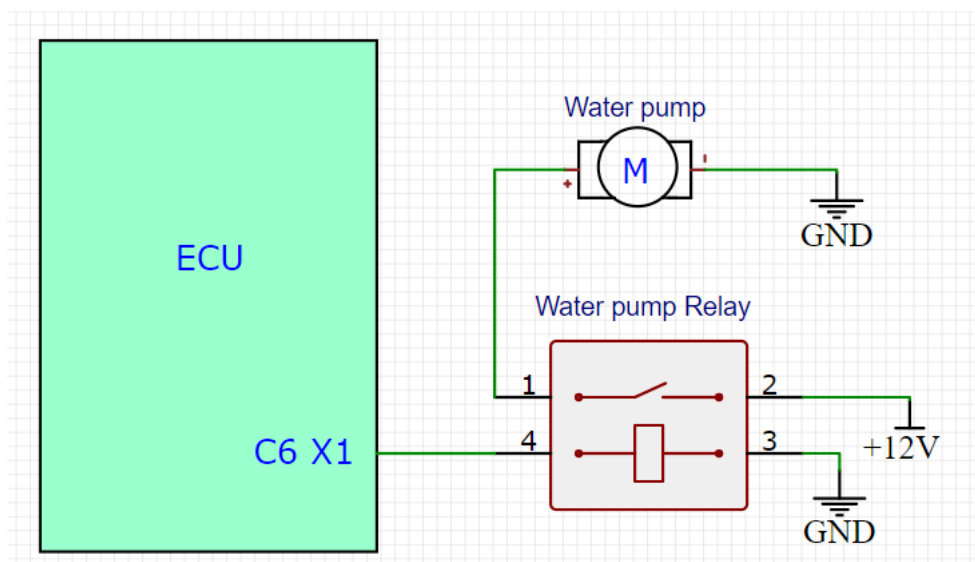 Water pump
M
+
-
GND
ECU
Water pump Relay
1
2
+12V
C6 X1
4
3
GND